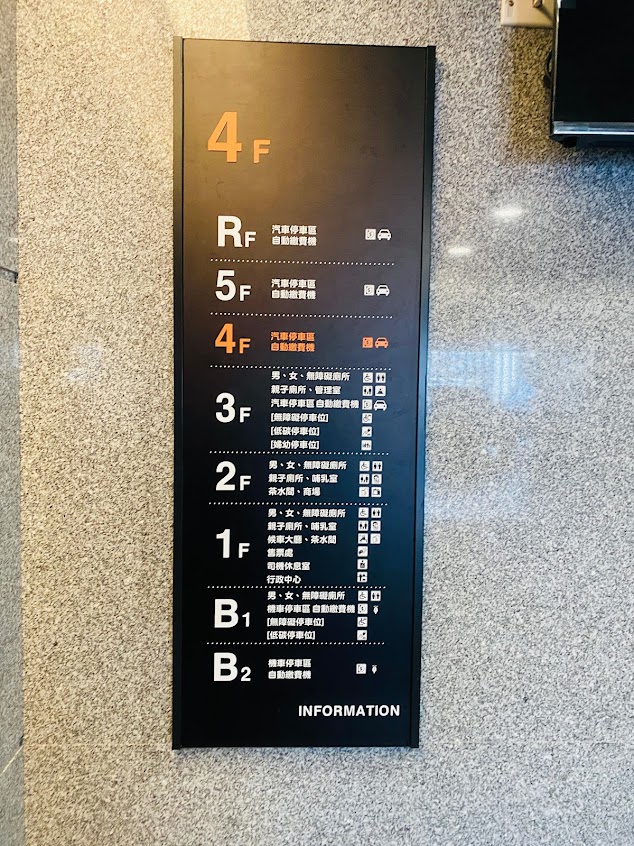 4F
RF
汽車停車區
自動繳費機
5F
汽車停車區
自動繳費機
4F
汽車停車區
自動繳費機
3F
男、女、無障礙廁所
親子廁所、管理室
汽車停車區 自動繳費機
[無障礙停車位]
[低碳停車位]
[婦幼停車位]
2F
男、女、無障礙廁所
親子廁所、哺乳室
茶水間、商場
1F
男、女、無障礙廁所
親子廁所、哺乳室
候車大廳、茶水間
售票處
司機休息室
行政中心
B1
男、女、無障礙廁所
機車停車區 自動繳費機
[無障礙停車位]
[低碳停車位]
B2
機車停車區
自動繳費機
INFORMATION